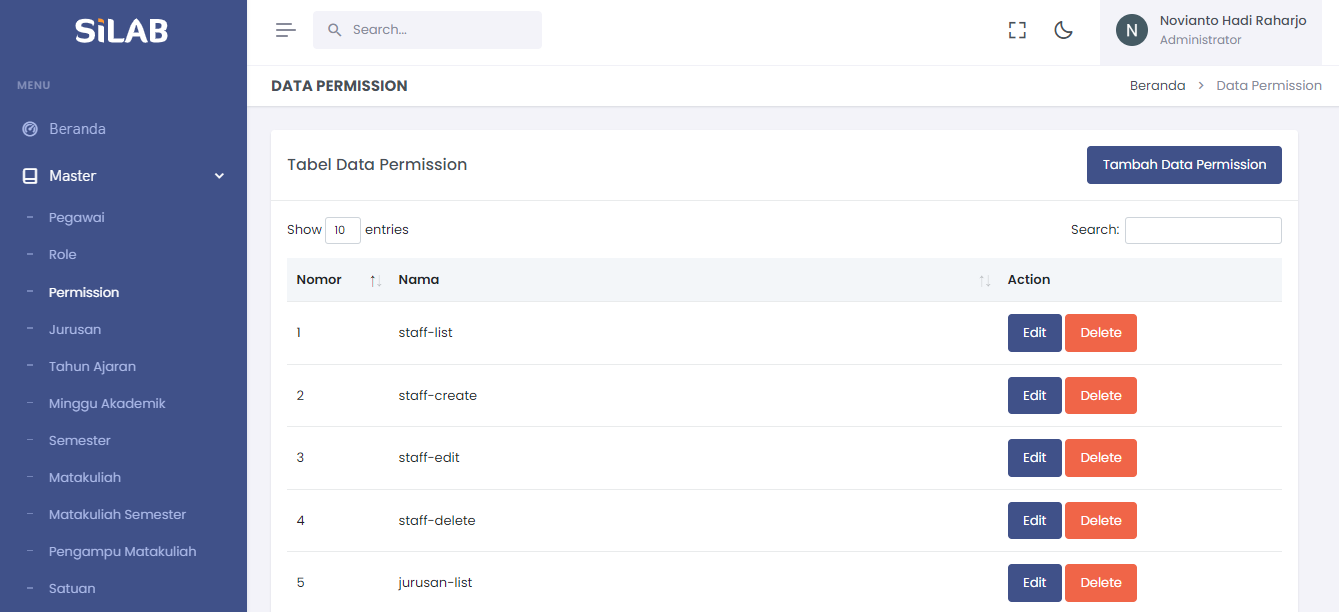 SiLAB
Search...
N
Novianto Hadi Raharjo
Administrator
MENU
Beranda
Master
Pegawai
Role
Permission
Jurusan
Tahun Ajaran
Minggu Akademik
Semester
Matakuliah
Matakuliah Semester
Pengampu Matakuliah
Satuan
DATA PERMISSION
Beranda > Data Permission
Tabel Data Permission
Tambah Data Permission
Show 10 entries
Search:
Nomor Nama Action
1 staff-list Edit Delete
2 staff-create Edit Delete
3 staff-edit Edit Delete
4 staff-delete Edit Delete
5 jurusan-list Edit Delete